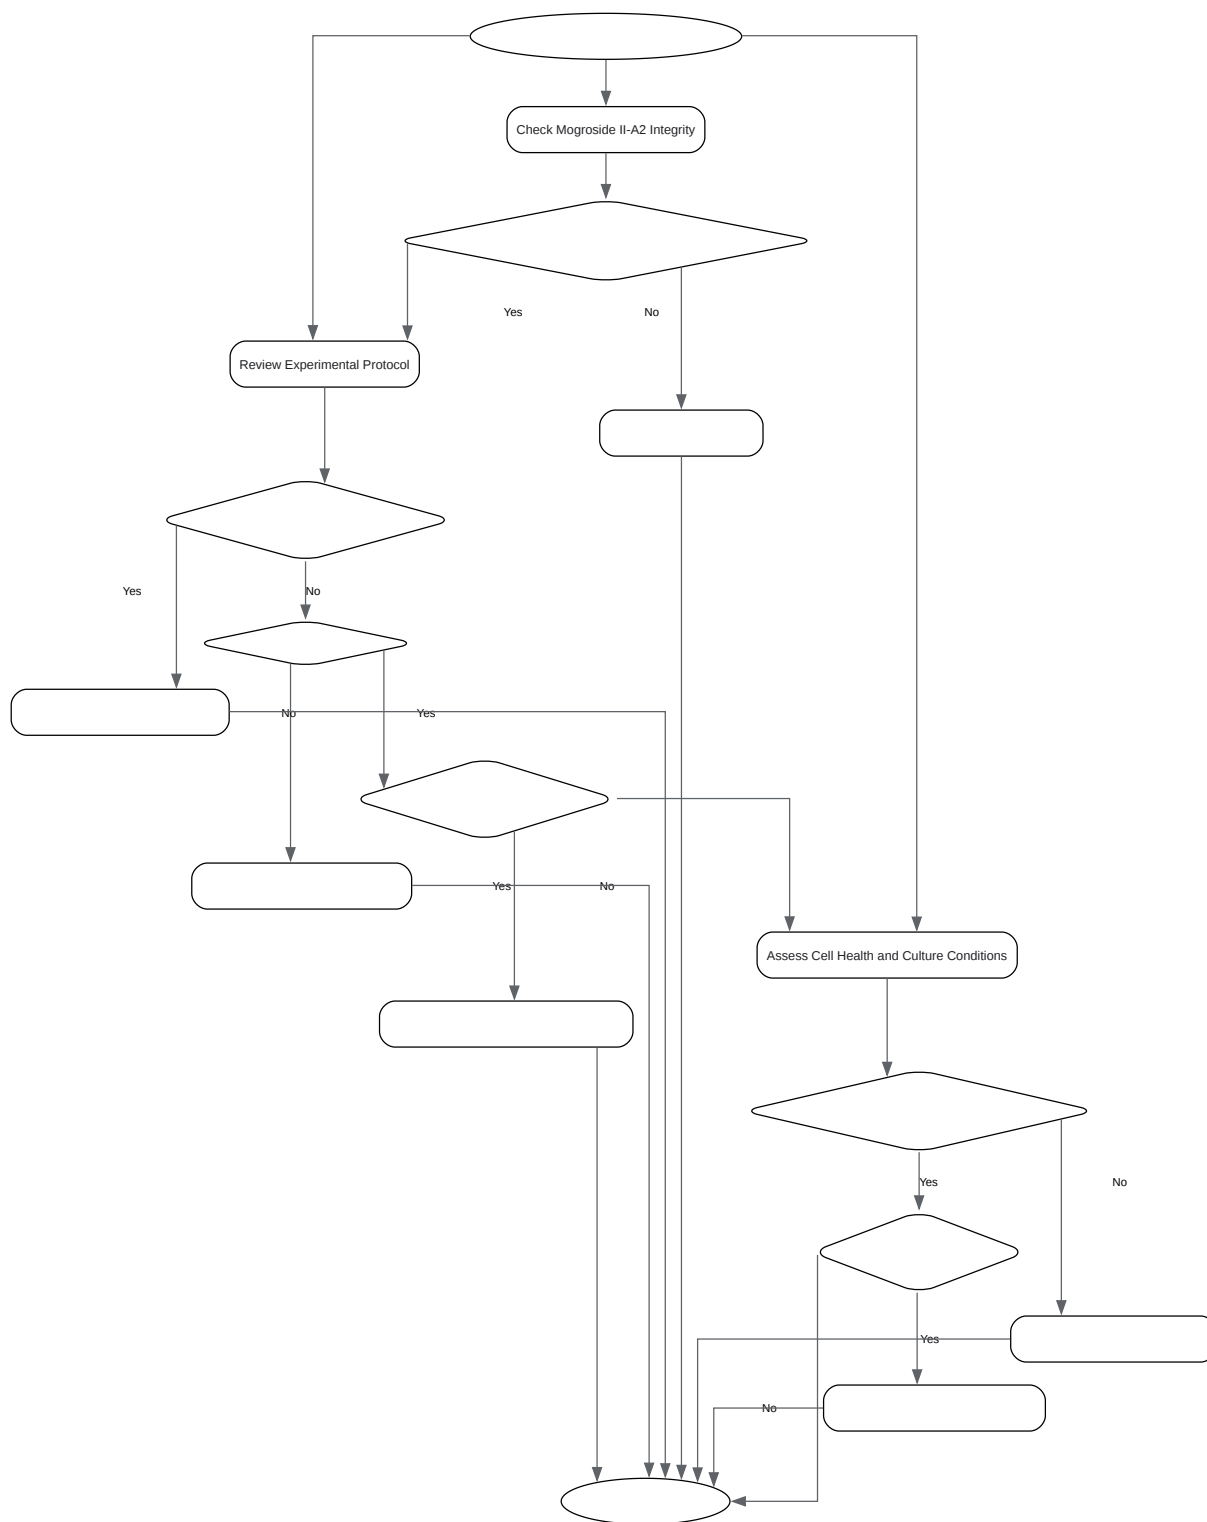 Check Mogroside II-A2 Integrity
Yes
No
Review Experimental Protocol
Yes
No
No
Yes
Yes
No
Assess Cell Health and Culture Conditions
Yes
No
Yes
No